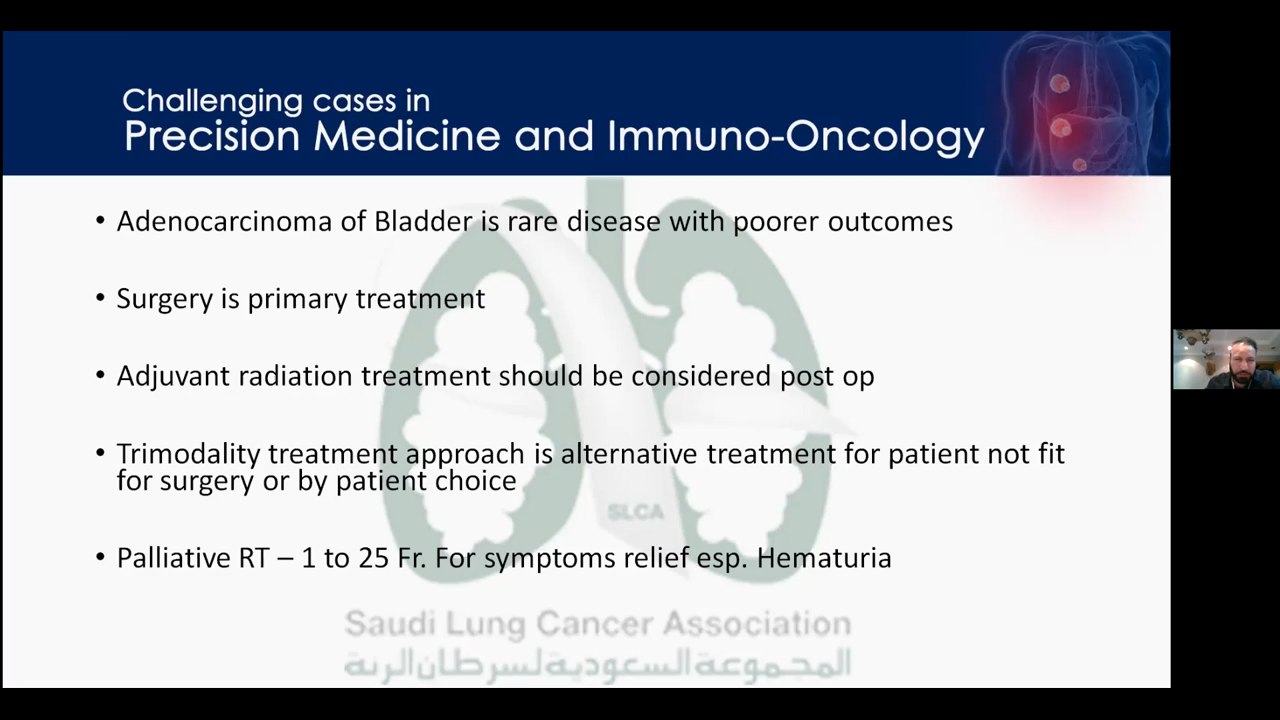 Challenging cases in
Precision Medicine and Immuno-Oncology
• Adenocarcinoma of Bladder is rare disease with poorer outcomes
• Surgery is primary treatment
• Adjuvant radiation treatment should be considered post op
• Trimodality treatment approach is alternative treatment for patient not fit
for surgery or by patient choice
SLCA
• Palliative RT – 1 to 25 Fr. For symptoms relief esp. Hematuria
Saudi Lung Cancer Association
المجموعة السعودية لسرطان الرئة